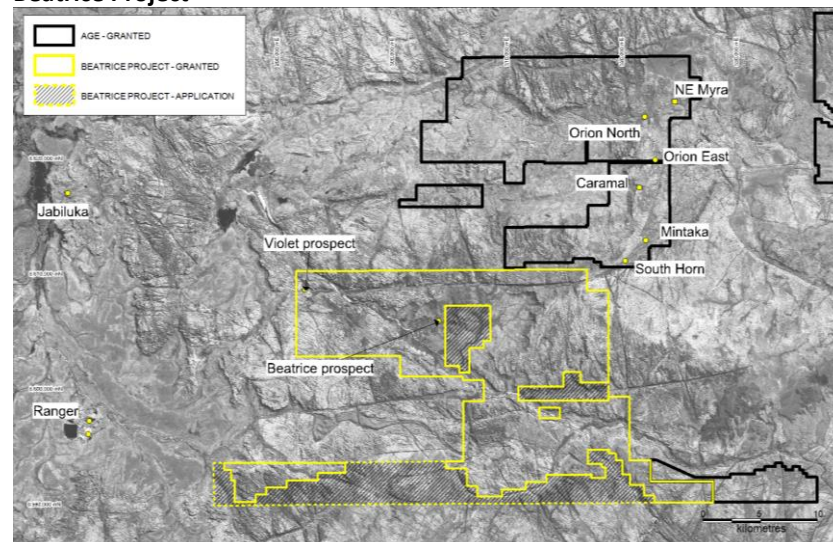 Beatrice Project
AGE - GRANTED
BEATRICE PROJECT - GRANTED
BEATRICE PROJECT - APPLICATION
NE Myra
Orion North
Orion East
Caramal
Jabiluka
Mintaka
Violet prospect
South Horn
Beatrice prospect
Ranger
0 5 10
kilometres